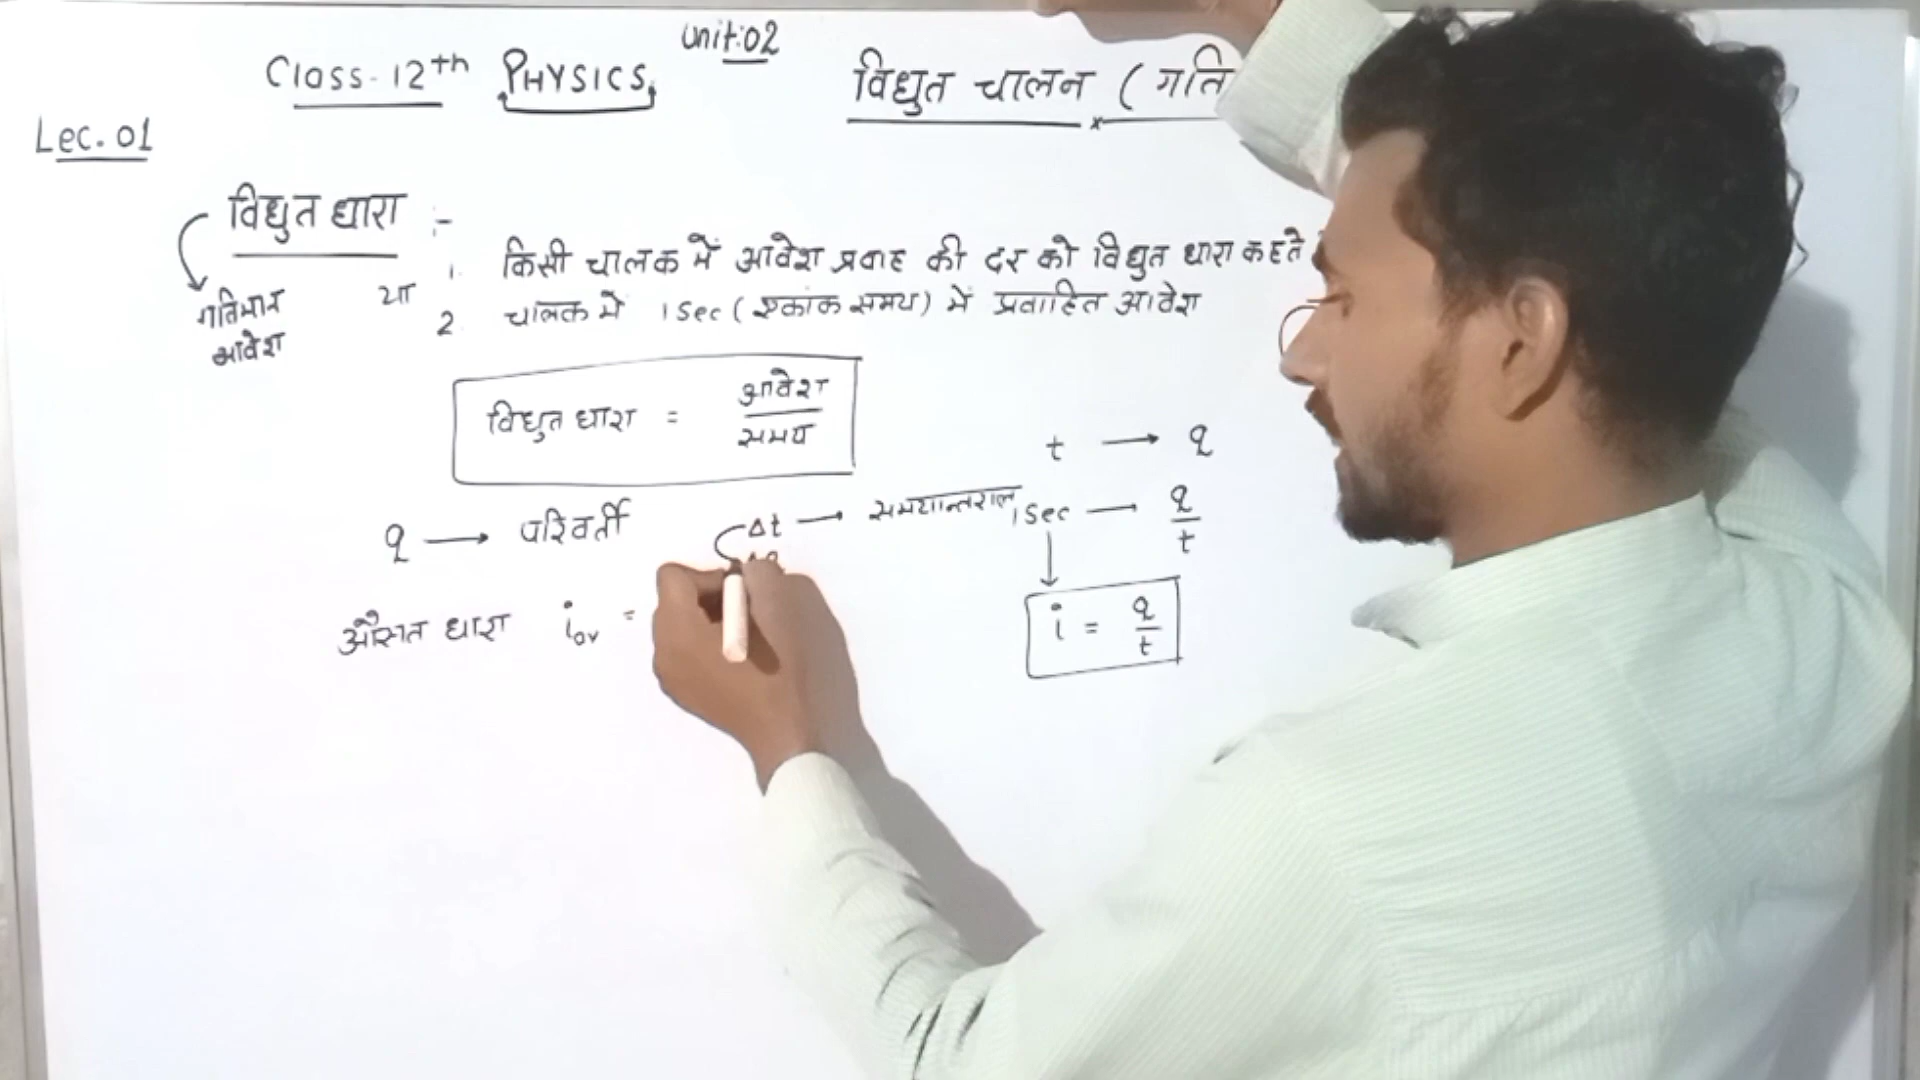 unit:02
Class-12th PHYSICS
विधुत चालन (गति
Lec. 01
विधुत धारा :-
1. किसी चालक में आवेश प्रवाह की दर को विधुत धारा कहते
गतिमान आवेश
या
2. चालक में 1 Sec (एकांक समय) में प्रवाहित आवेश
विधुत धारा = आवेश / समय
t → q
q → परिवर्ती
Δt → समयान्तराल
1 Sec — q/t
औसत धारा iav =
i = q/t